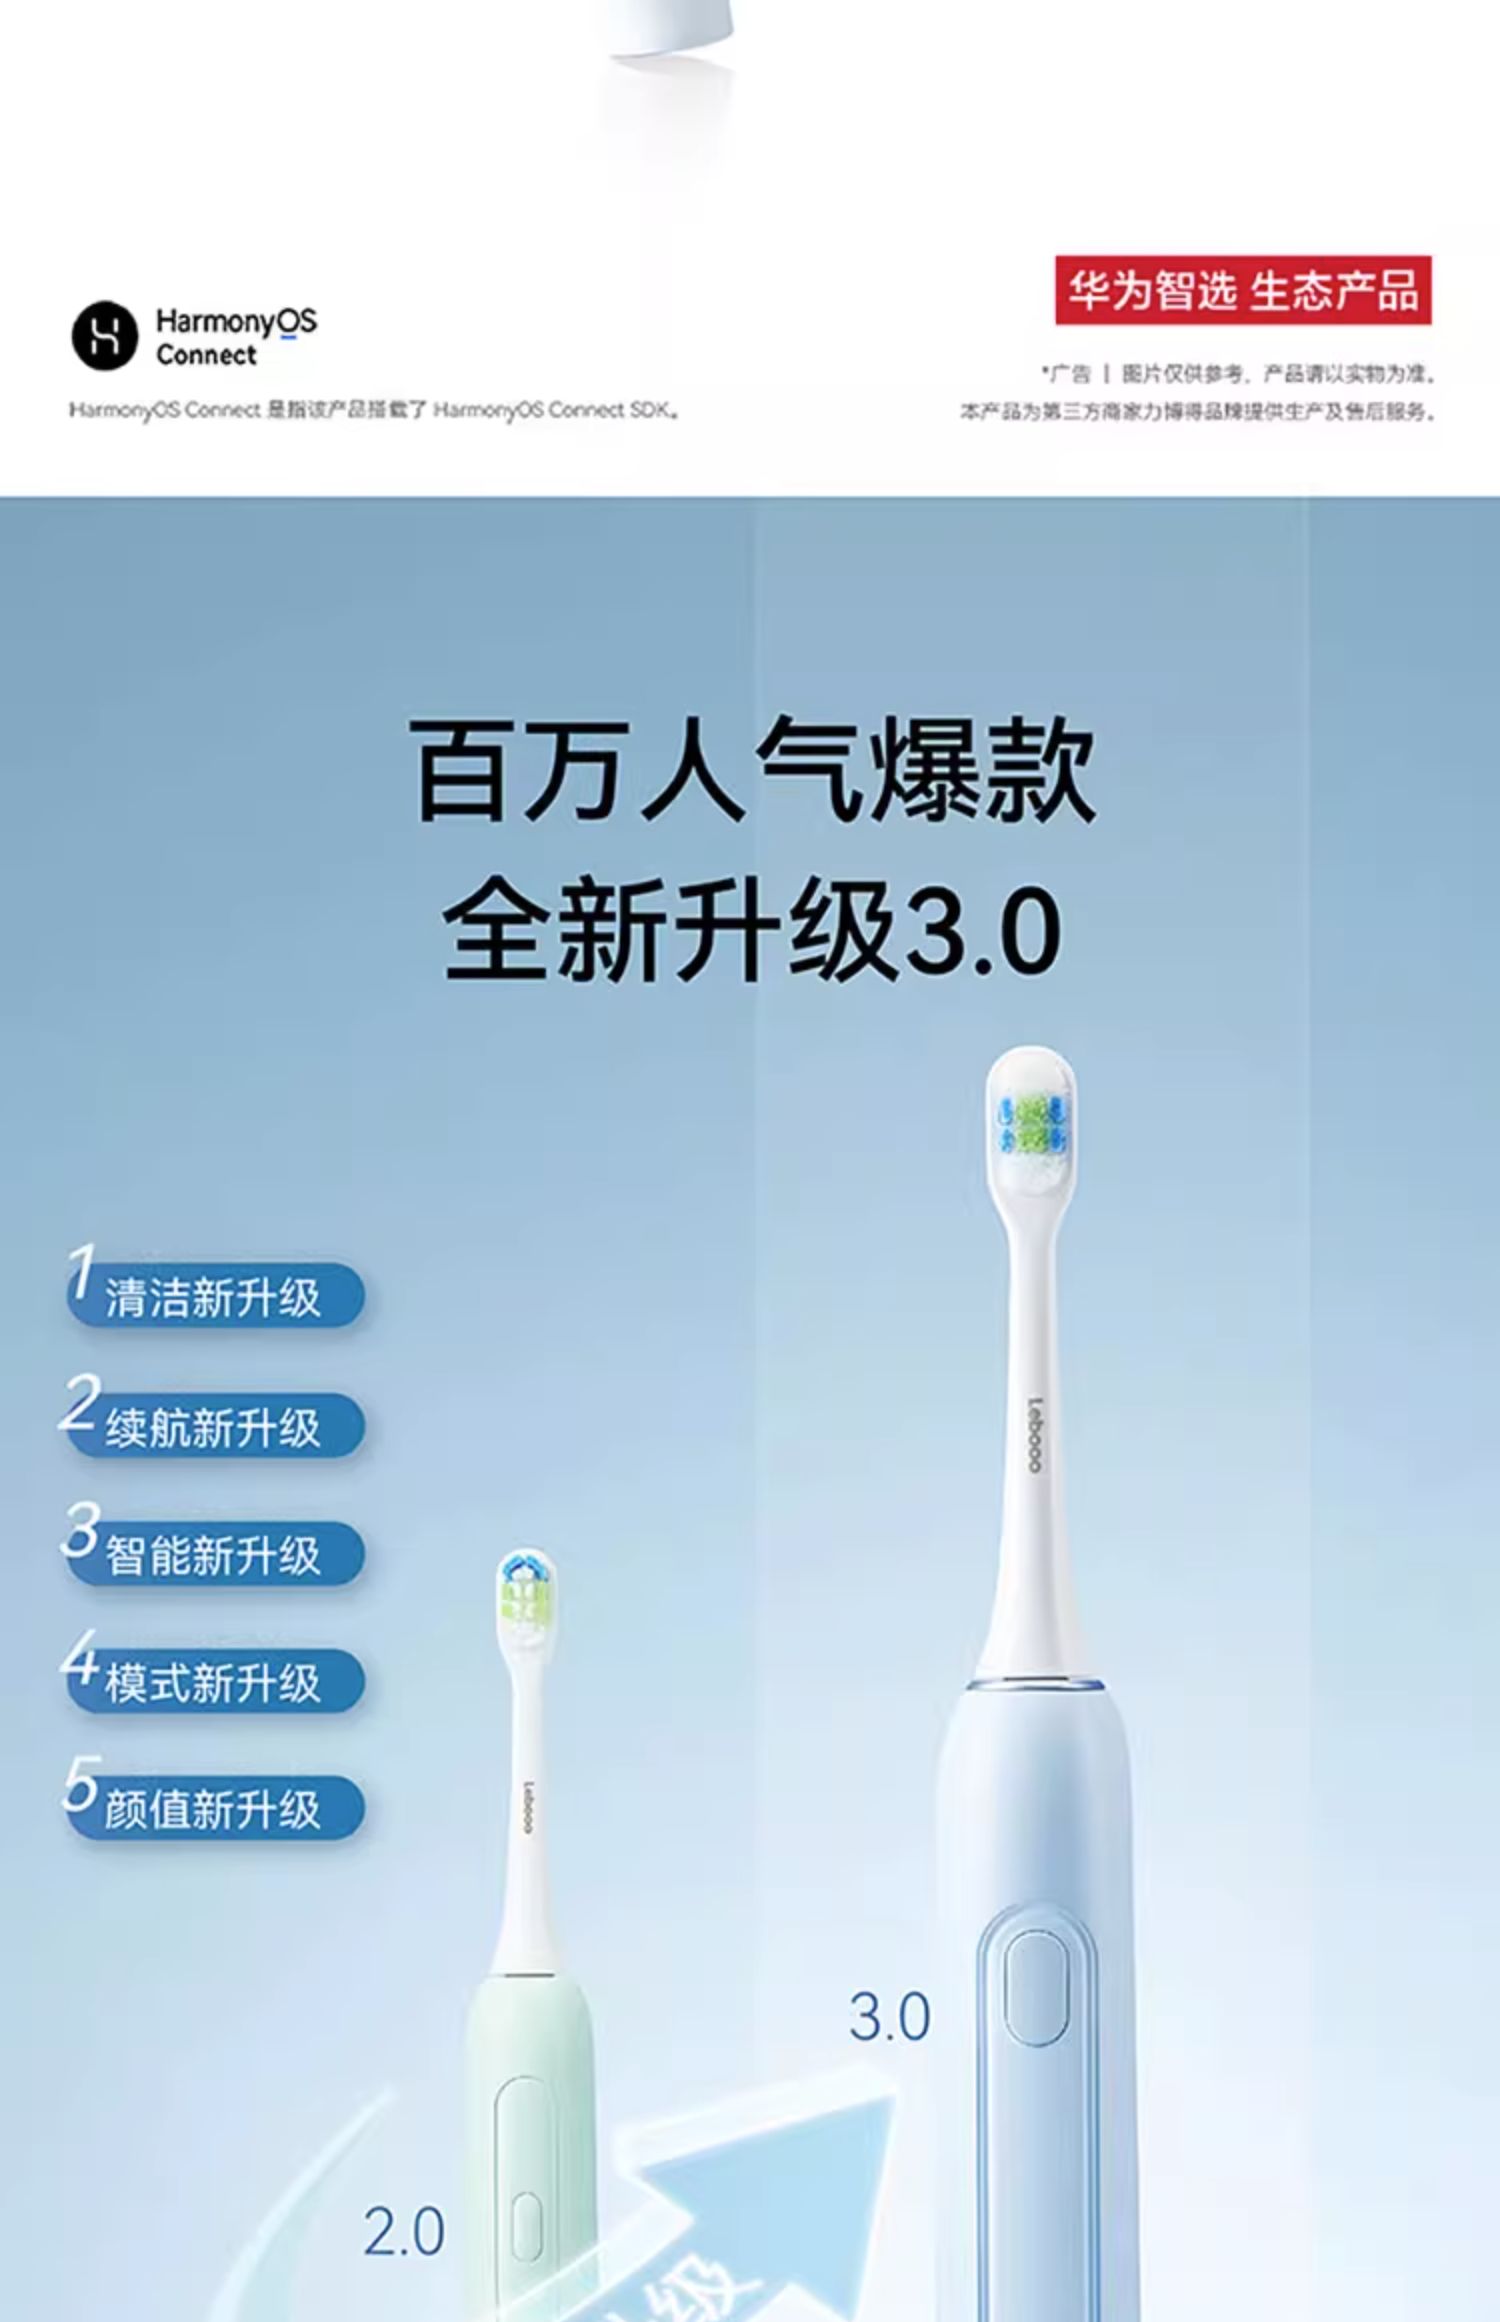 HarmonyOS
Connect
HarmonyOS Connect 是指该产品搭载了 HarmonyOS Connect SDK。
华为智选 生态产品
*广告 | 图片仅供参考，产品请以实物为准。
本产品为第三方商家力博得品牌提供生产及售后服务。
百万人气爆款
全新升级3.0
1 清洁新升级
2 续航新升级
3 智能新升级
4 模式新升级
5 颜值新升级
Lebooo
Lebooo
3.0
2.0
升级